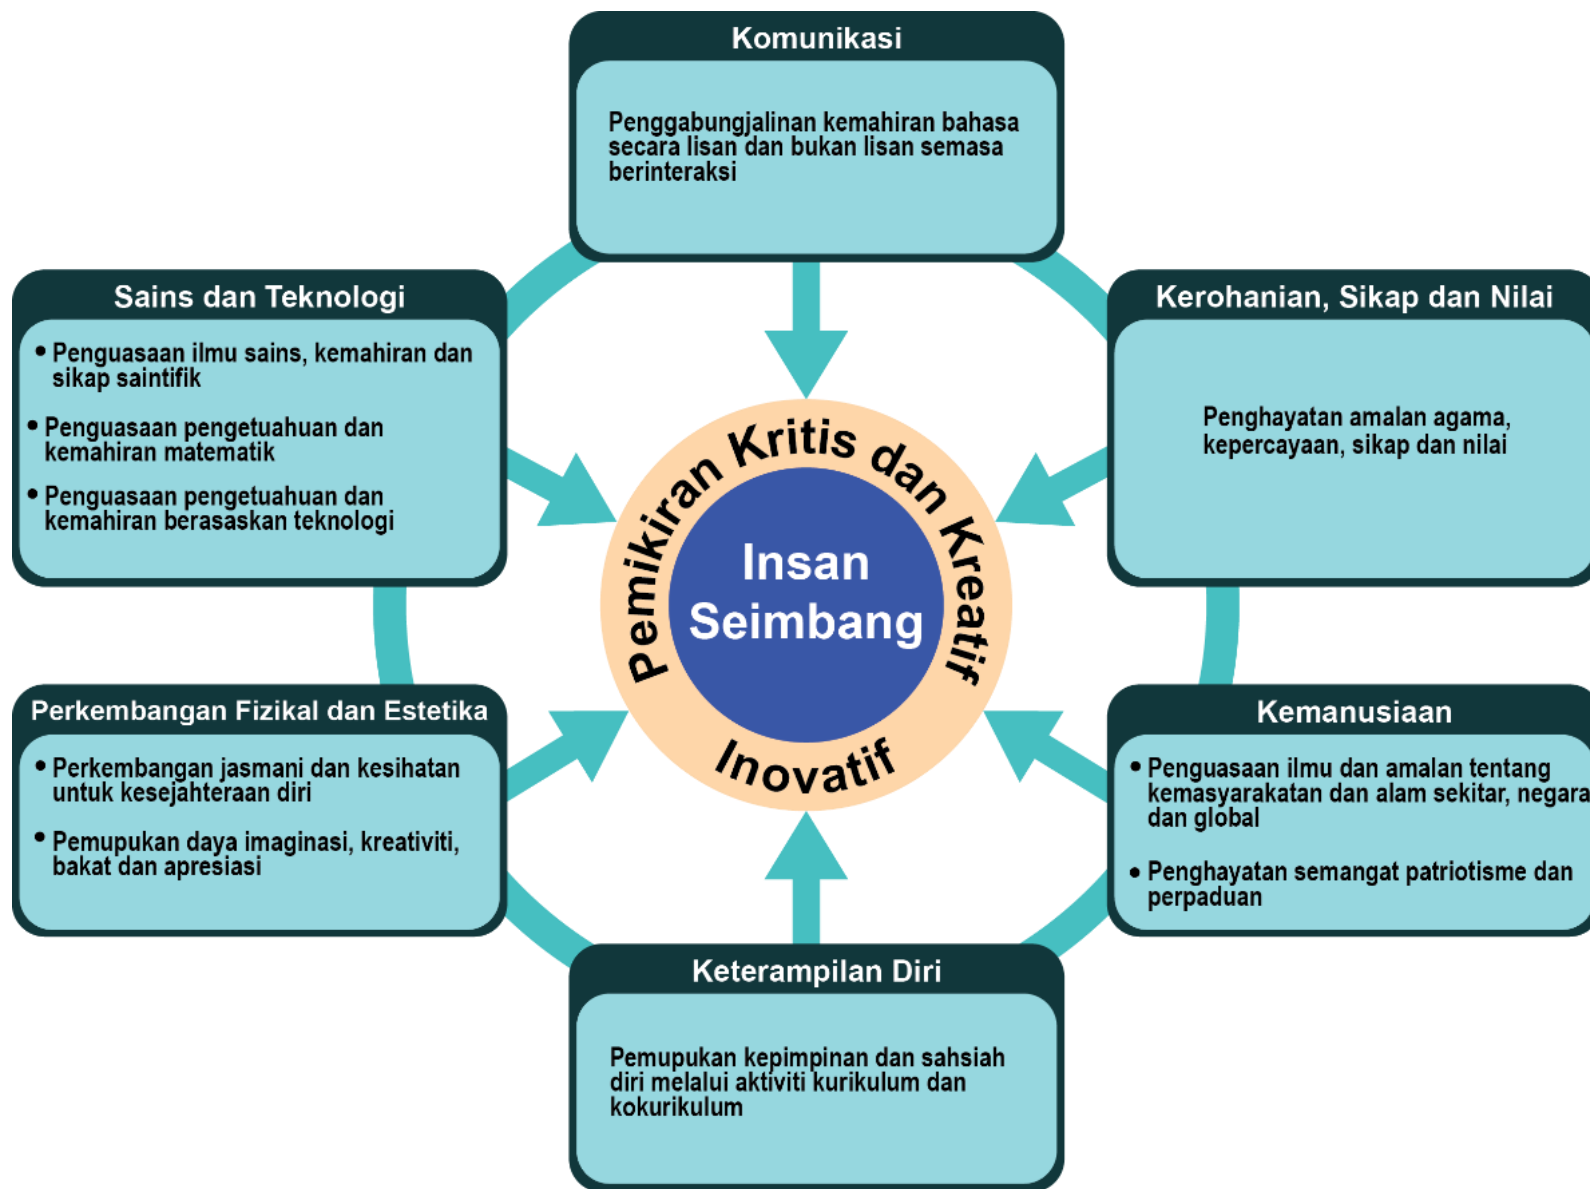 Komunikasi
Penggabungjalinan kemahiran bahasa
secara lisan dan bukan lisan semasa
berinteraksi
Sains dan Teknologi
• Penguasaan ilmu sains, kemahiran dan
sikap saintifik
• Penguasaan pengetuahuan dan
kemahiran matematik
• Penguasaan pengetuahuan dan
kemahiran berasaskan teknologi
Kerohanian, Sikap dan Nilai
Penghayatan amalan agama,
kepercayaan, sikap dan nilai
Pemikiran Kritis dan Kreatif
Insan
Seimbang
Inovatif
Perkembangan Fizikal dan Estetika
• Perkembangan jasmani dan kesihatan
untuk kesejahteraan diri
• Pemupukan daya imaginasi, kreativiti,
bakat dan apresiasi
Kemanusiaan
• Penguasaan ilmu dan amalan tentang
kemasyarakatan dan alam sekitar, negara
dan global
• Penghayatan semangat patriotisme dan
perpaduan
Keterampilan Diri
Pemupukan kepimpinan dan sahsiah
diri melalui aktiviti kurikulum dan
kokurikulum